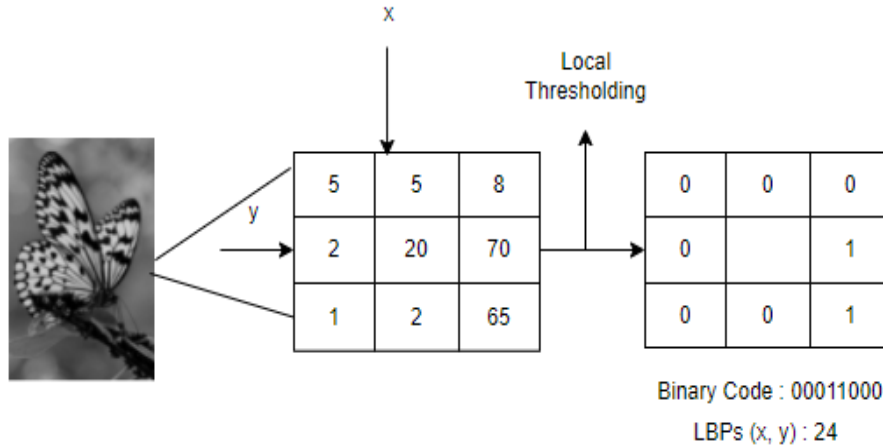 x
Local
Thresholding
y
5 5 8
2 20 70
1 2 65
0 0 0
0 1
0 0 1
Binary Code : 00011000
LBPs (x, y) : 24